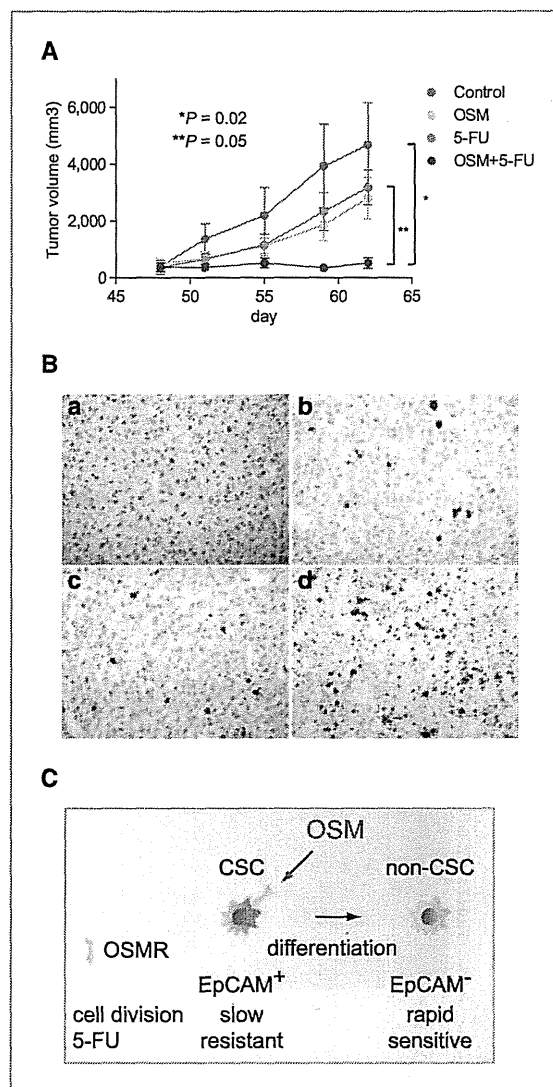 A
Tumor volume (mm3)
6,000
4,000
2,000
0
*P = 0.02
**P = 0.05
Control
OSM
5-FU
OSM+5-FU
*
**
45 50 55 60 65
day
B
a b
c d
C
OSM
CSC non-CSC
OSMR differentiation
EpCAM+ EpCAM-
cell division slow rapid
5-FU resistant sensitive